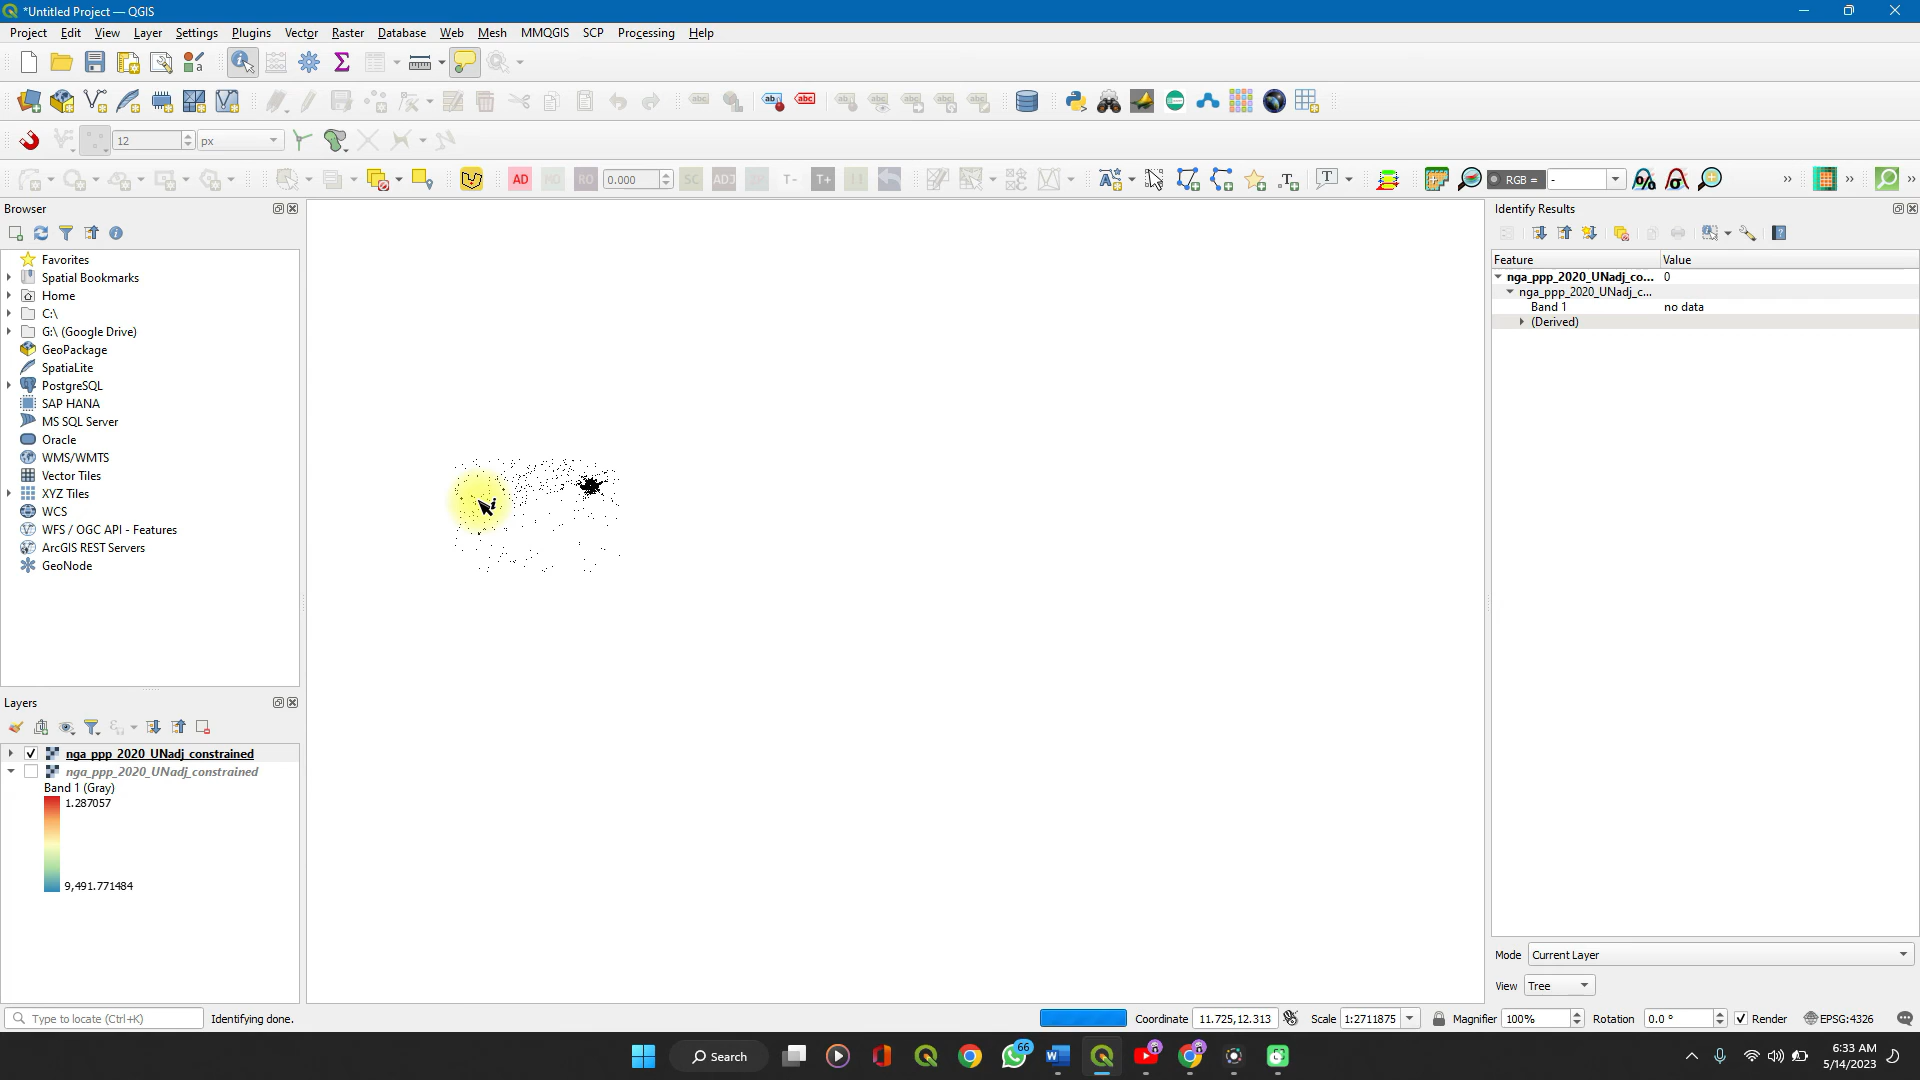 *Untitled Project — QGIS
Project Edit View Layer Settings Plugins Vector Raster Database Web Mesh MMQGIS SCP Processing Help
12 px
AD RO 0.000 SC ADJ T- T+ RGB = -
Browser
Favorites
Spatial Bookmarks
Home
C:\
G:\ (Google Drive)
GeoPackage
SpatiaLite
PostgreSQL
SAP HANA
MS SQL Server
Oracle
WMS/WMTS
Vector Tiles
XYZ Tiles
WCS
WFS / OGC API - Features
ArcGIS REST Servers
GeoNode
Identify Results
Feature Value
nga_ppp_2020_UNadj_co... 0
nga_ppp_2020_UNadj_c...
Band 1 no data
(Derived)
Layers
nga_ppp_2020_UNadj_constrained
nga_ppp_2020_UNadj_constrained
Band 1 (Gray)
1.287057
9,491.771484
Mode Current Layer
View Tree
Type to locate (Ctrl+K) Identifying done. Coordinate 11.725,12.313 Scale 1:2711875 Magnifier 100% Rotation 0.0 ° Render EPSG:4326
Search 66
6:33 AM
5/14/2023